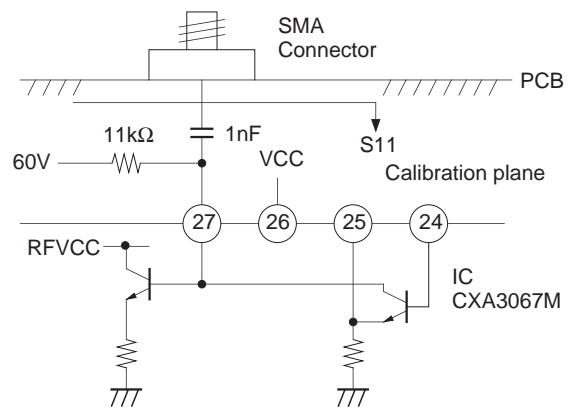 SMA
Connector
PCB
11kΩ
1nF
S11
60V
VCC
Calibration plane
27
26
25
24
RFVCC
IC
CXA3067M